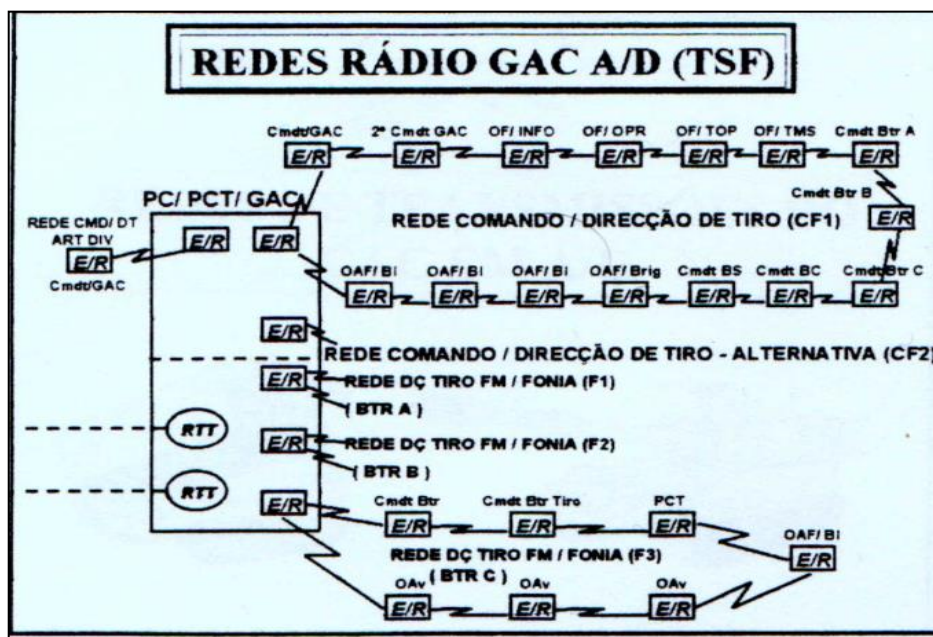 REDES RÁDIO GAC A/D (TSF)
Cmdt/GAC 2º Cmdt GAC OF/ INFO OF/ OPR OF/ TOP OF/ TMS Cmdt Btr A
E/R E/R E/R E/R E/R E/R E/R
PC/ PCT/ GAC
Cmdt Btr B
E/R
REDE CMD/ DT
ART DIV
E/R
Cmdt/GAC
E/R E/R
REDE COMANDO / DIRECÇÃO DE TIRO (CF1)
OAF/ BI OAF/ BI OAF/ BI OAF/ Brig Cmdt BS Cmdt BC Cmdt Btr C
E/R E/R E/R E/R E/R E/R E/R
E/R
REDE COMANDO / DIRECÇÃO DE TIRO - ALTERNATIVA (CF2)
E/R
REDE DÇ TIRO FM / FONIA (F1)
( BTR A )
RTT
E/R
REDE DÇ TIRO FM / FONIA (F2)
( BTR B )
RTT
E/R
Cmdt Btr Cmdt Btr Tiro PCT
E/R E/R E/R
OAF/ BI
E/R
REDE DÇ TIRO FM / FONIA (F3)
( BTR C )
OAv OAv OAv
E/R E/R E/R